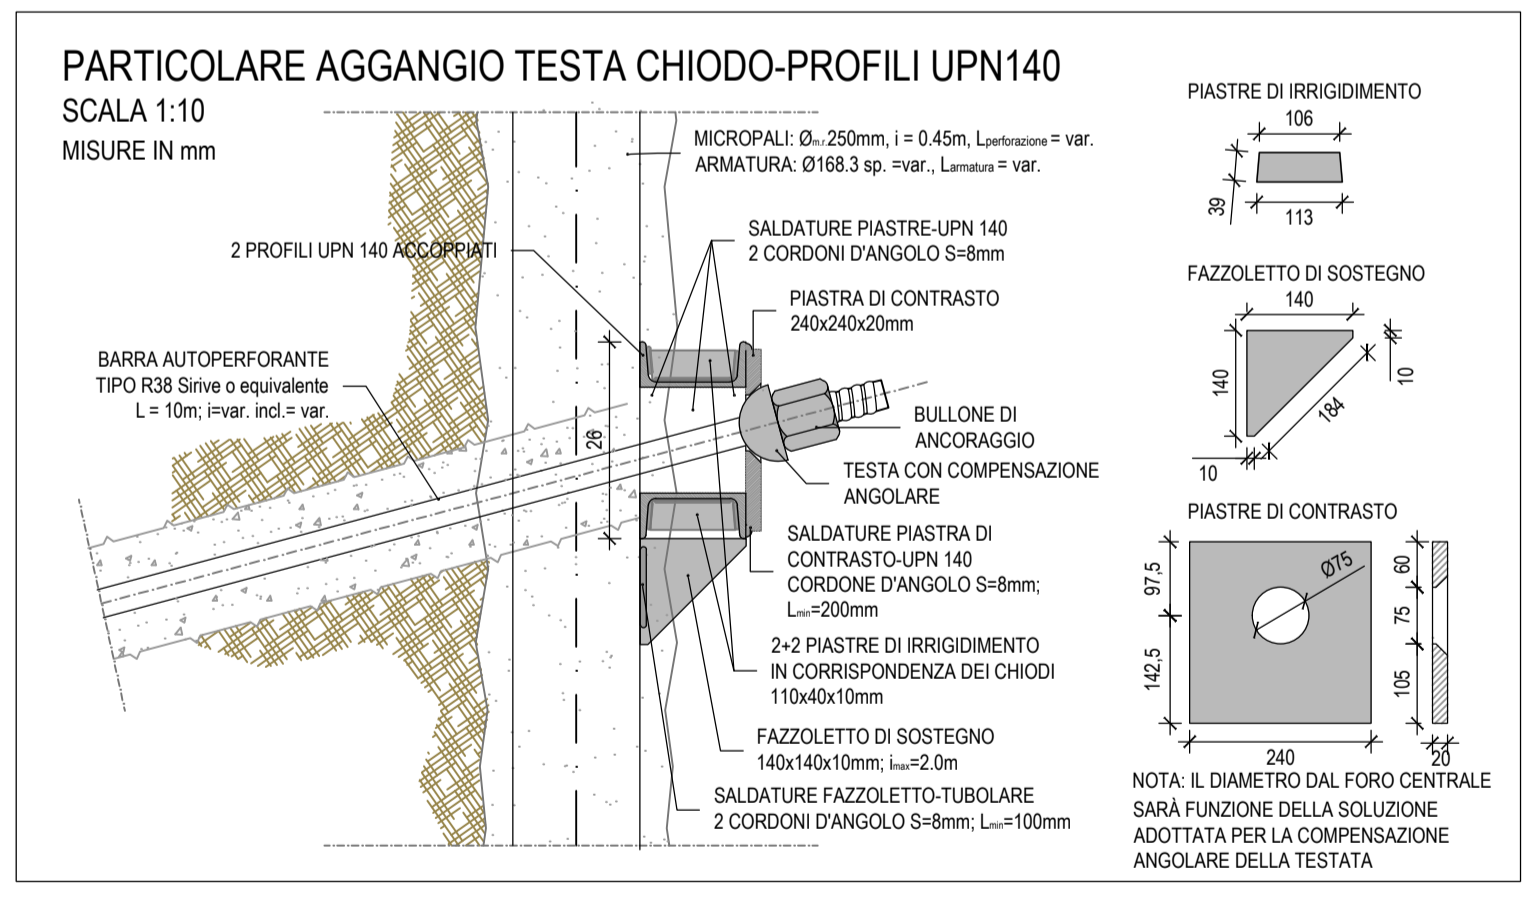 PARTICOLARE AGGANGIO TESTA CHIODO-PROFILI UPN140
SCALA 1:10
MISURE IN mm
MICROPALI: Øm.r.250mm, i = 0.45m, Lperforazione = var.
ARMATURA: Ø168.3 sp. =var., Larmatura = var.
2 PROFILI UPN 140 ACCOPPIATI
SALDATURE PIASTRE-UPN 140
2 CORDONI D'ANGOLO S=8mm
PIASTRA DI CONTRASTO
240x240x20mm
BARRA AUTOPERFORANTE
TIPO R38 Sirive o equivalente
L = 10m; i=var. incl.= var.
26
BULLONE DI
ANCORAGGIO
TESTA CON COMPENSAZIONE
ANGOLARE
SALDATURE PIASTRA DI
CONTRASTO-UPN 140
CORDONE D'ANGOLO S=8mm;
Lmin=200mm
2+2 PIASTRE DI IRRIGIDIMENTO
IN CORRISPONDENZA DEI CHIODI
110x40x10mm
FAZZOLETTO DI SOSTEGNO
140x140x10mm; imax=2.0m
SALDATURE FAZZOLETTO-TUBOLARE
2 CORDONI D'ANGOLO S=8mm; Lmin=100mm
PIASTRE DI IRRIGIDIMENTO
106
39
113
FAZZOLETTO DI SOSTEGNO
140
140
10
184
10
PIASTRE DI CONTRASTO
97,5
142,5
Ø75
60
75
105
240
20
NOTA: IL DIAMETRO DAL FORO CENTRALE
SARÀ FUNZIONE DELLA SOLUZIONE
ADOTTATA PER LA COMPENSAZIONE
ANGOLARE DELLA TESTATA